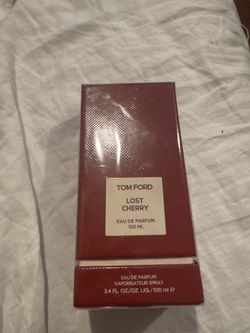 TOM FORD
LOST
CHERRY
EAU DE PARFUM
100 ML
EAU DE PARFUM
VAPORISATEUR SPRAY
3.4 FL. OZ./OZ. LIQ./100 ml ℮